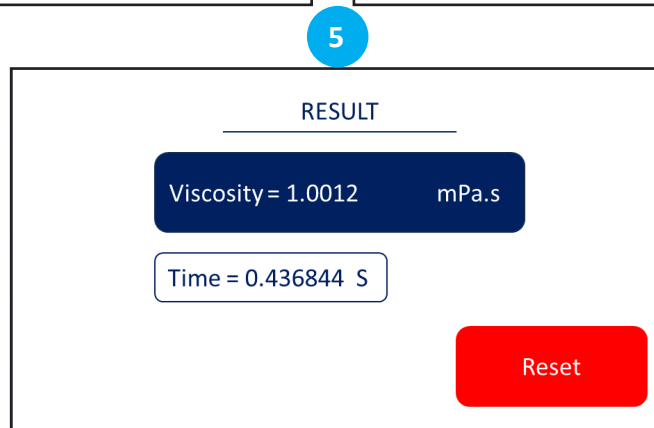 5
RESULT
Viscosity = 1.0012 mPa.s
Time = 0.436844 S
Reset